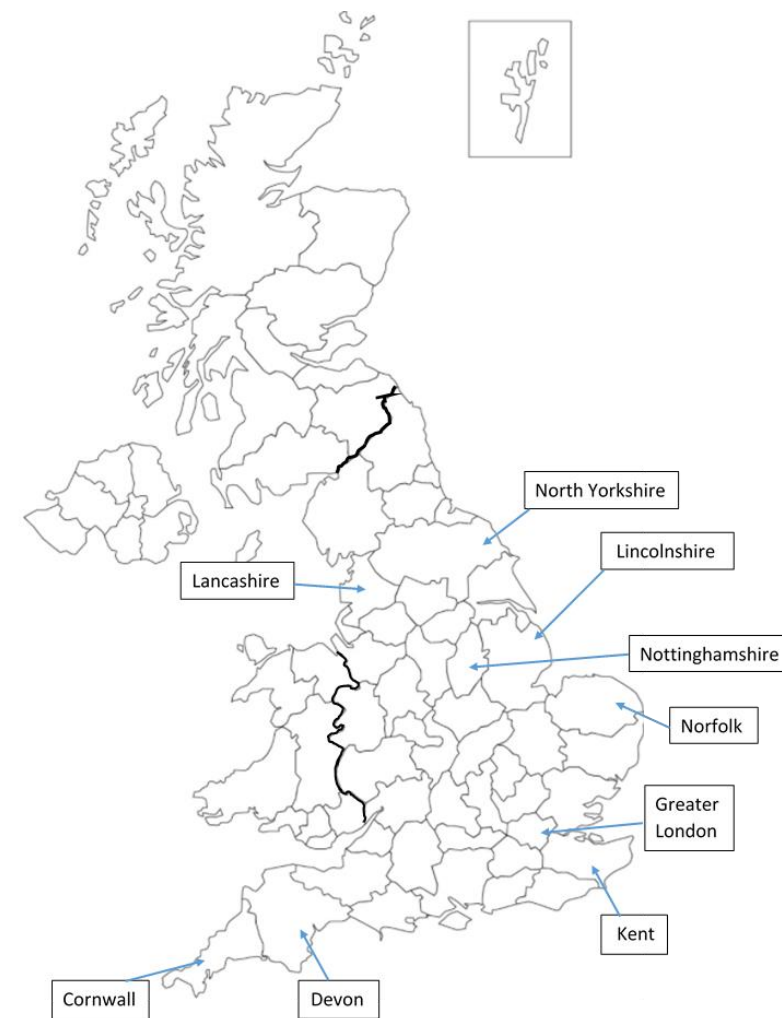 North Yorkshire
Lincolnshire
Lancashire
Nottinghamshire
Norfolk
Greater
London
Kent
Cornwall
Devon